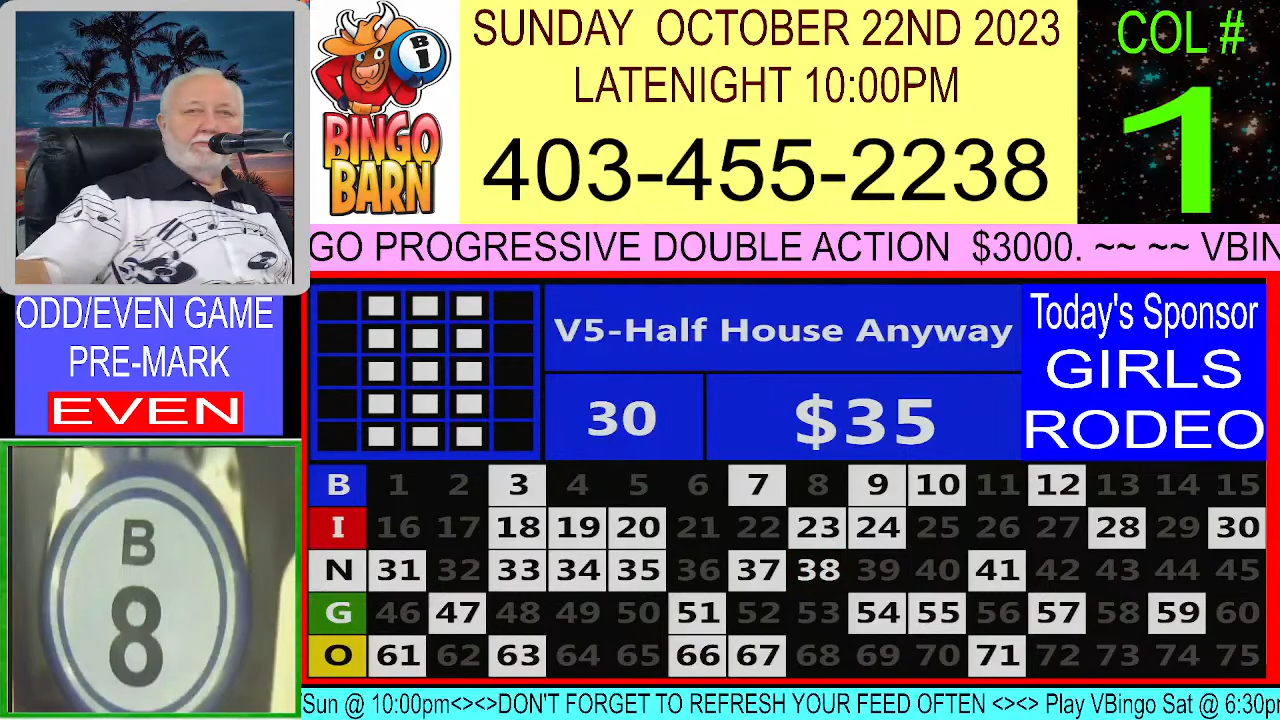 BINGO
BARN
B
1
SUNDAY OCTOBER 22ND 2023
LATENIGHT 10:00PM
403-455-2238
COL #
1
GO PROGRESSIVE DOUBLE ACTION $3000. ~~ ~~ VBIN
ODD/EVEN GAME
PRE-MARK
EVEN
V5-Half House Anyway
30 $35
Today's Sponsor
GIRLS
RODEO
B 1 2 3 4 5 6 7 8 9 10 11 12 13 14 15
I 16 17 18 19 20 21 22 23 24 25 26 27 28 29 30
N 31 32 33 34 35 36 37 38 39 40 41 42 43 44 45
G 46 47 48 49 50 51 52 53 54 55 56 57 58 59 60
O 61 62 63 64 65 66 67 68 69 70 71 72 73 74 75
B
8
Sun @ 10:00pm<><>DON'T FORGET TO REFRESH YOUR FEED OFTEN <><> Play VBingo Sat @ 6:30p